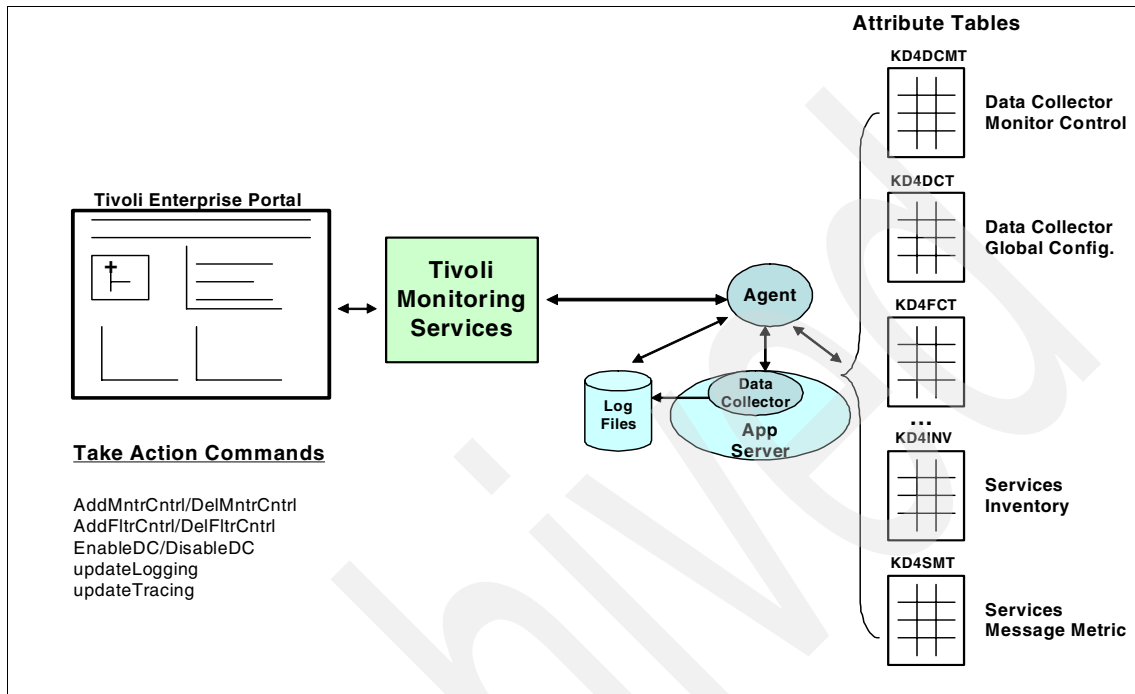 Attribute Tables
KD4DCMT
Data Collector
Monitor Control
KD4DCT
Data Collector
Global Config.
KD4FCT
...
KD4INV
Services
Inventory
KD4SMT
Services
Message Metric
Tivoli Enterprise Portal
Tivoli
Monitoring
Services
Agent
Log
Files
Data
Collector
App
Server
Take Action Commands
AddMntrCntrl/DelMntrCntrl
AddFltrCntrl/DelFltrCntrl
EnableDC/DisableDC
updateLogging
updateTracing
hived